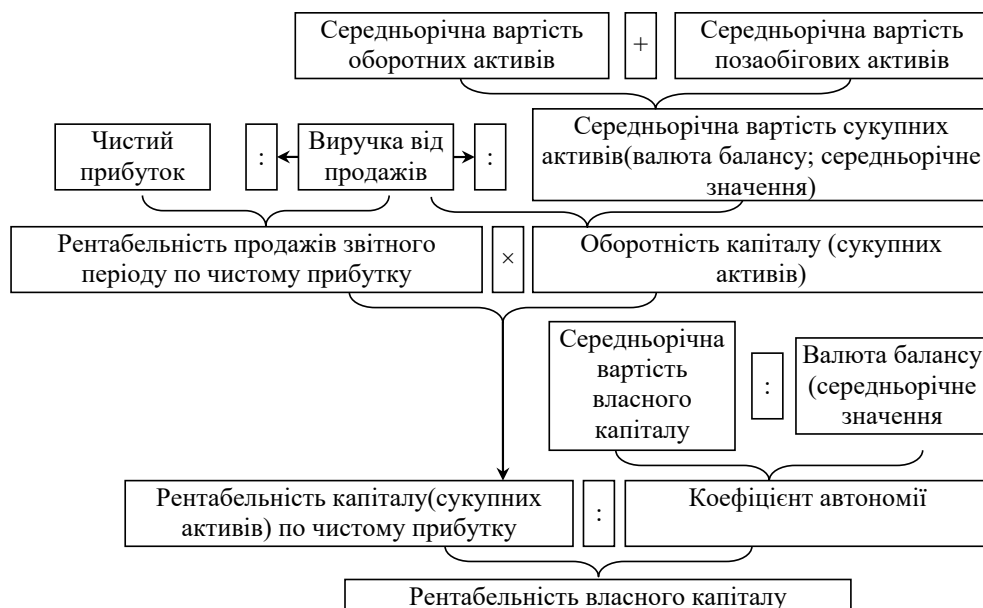 Середньорічна вартість
оборотних активів
+
Середньорічна вартість
позаобігових активів
Чистий
прибуток
:
Виручка від
продажів
:
Середньорічна вартість сукупних
активів(валюта балансу; середньорічне
значення)
Рентабельність продажів звітного
періоду по чистому прибутку
×
Оборотність капіталу (сукупних
активів)
Середньорічна
вартість
власного
капіталу
:
Валюта балансу
(середньорічне
значення
Рентабельність капіталу(сукупних
активів) по чистому прибутку
:
Коефіцієнт автономії
Рентабельність власного капіталу